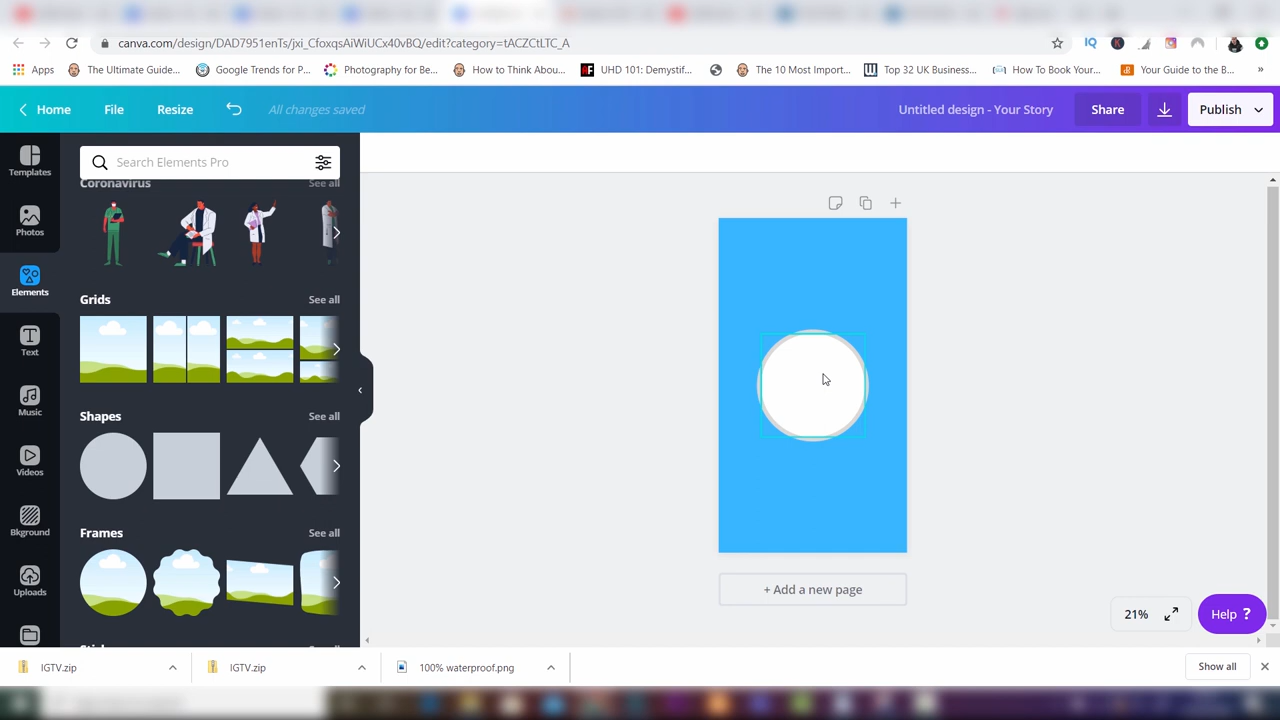 canva.com/design/DAD7951enTs/jxi_CfoxqsAiWiUCx40vBQ/edit?category=tACZCtLTC_A
Apps
The Ultimate Guide...
Google Trends for P...
Photography for Be...
How to Think Abou...
UHD 101: Demystif...
The 10 Most Import...
Top 32 UK Business...
How To Book Your...
Your Guide to the B...
»
Home
File
Resize
All changes saved
Untitled design - Your Story
Share
Publish
Templates
Photos
Elements
Text
Music
Videos
Bkground
Uploads
Search Elements Pro
Coronavirus
See all
Grids
See all
Shapes
See all
Frames
See all
+ Add a new page
21%
Help ?
IGTV.zip
IGTV.zip
100% waterproof.png
Show all